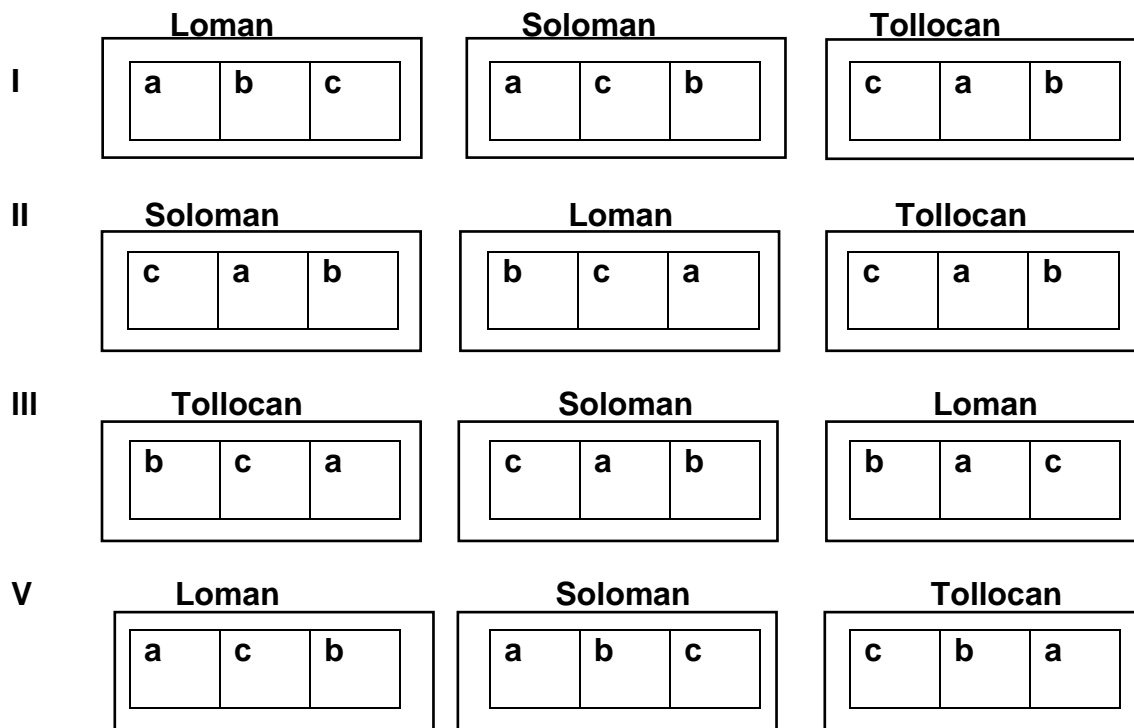 Loman Soloman Tollocan
I a b c a c b c a b
II Soloman Loman Tollocan
c a b b c a c a b
III Tollocan Soloman Loman
b c a c a b b a c
V Loman Soloman Tollocan
a c b a b c c b a